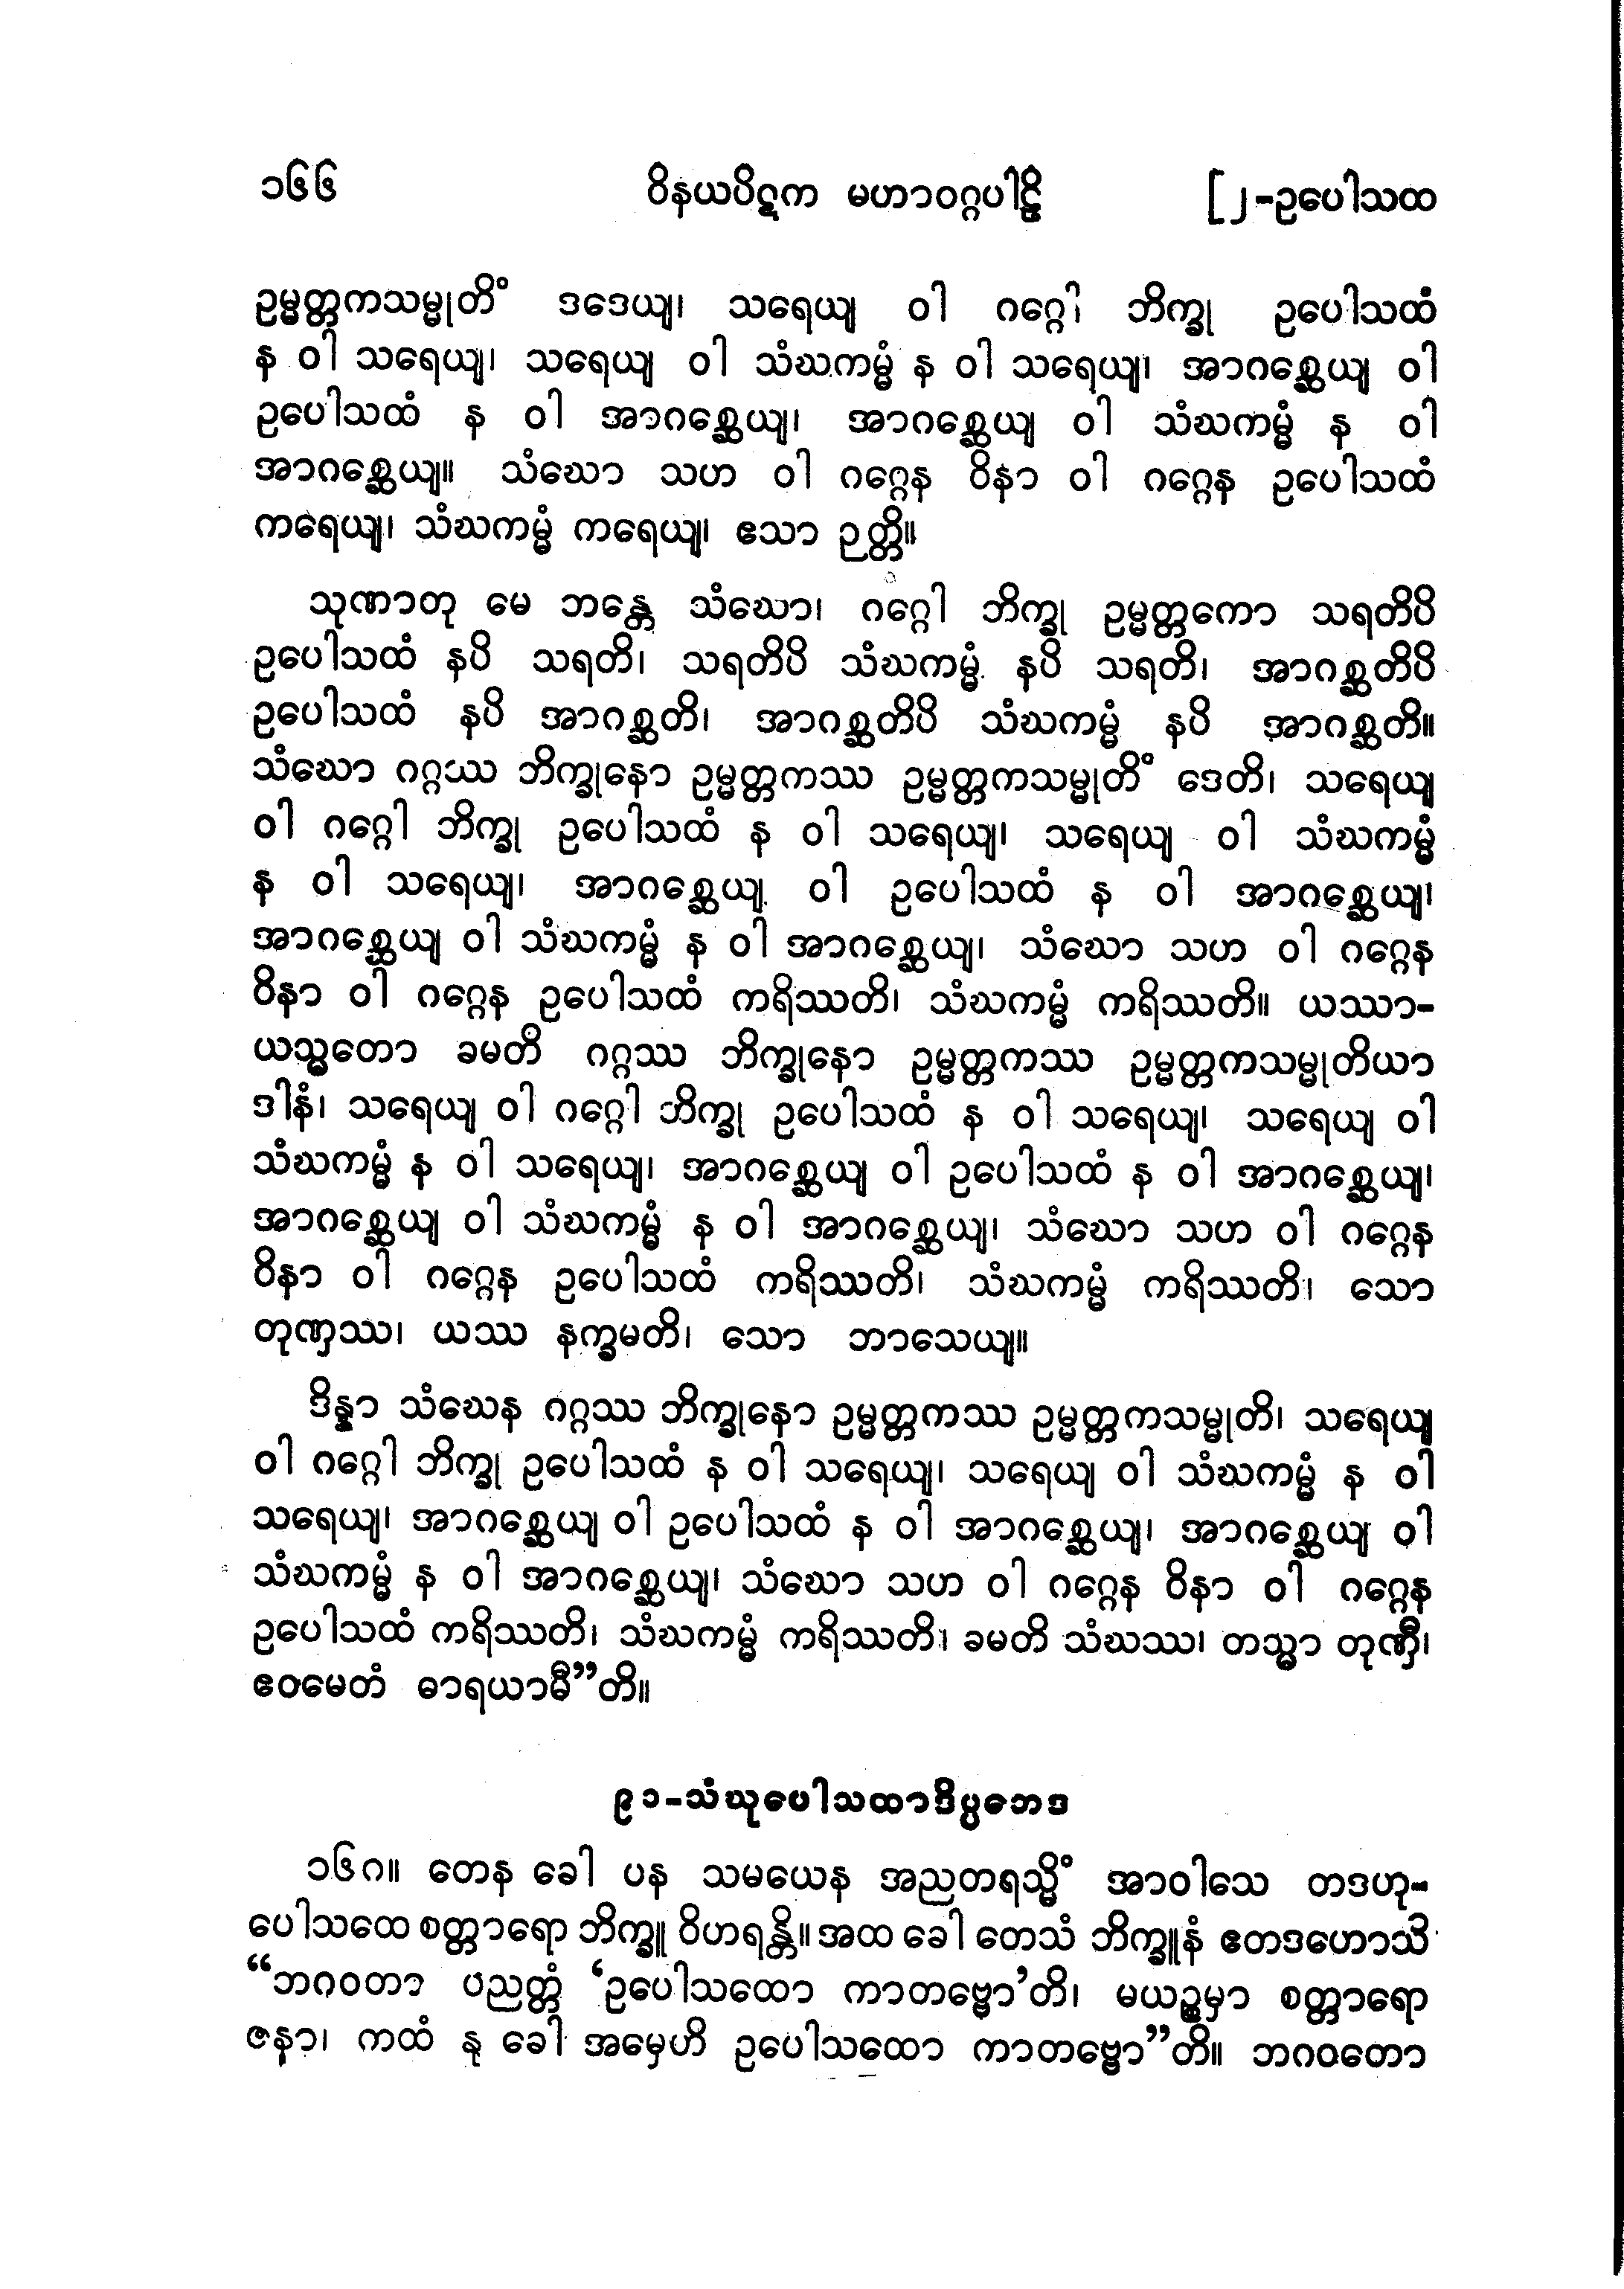 ၁၆၆ ဝိနယပိဋက မဟာဝဂ္ဂပါဠိ [၂-ဥပေါသထ
ဥမ္မတ္တကသမ္မုတိံ ဒဒေယျ၊ သရေယျ ဝါ ဂဂ္ဂေါ ဘိက္ခု ဥပေါသထံ
န ဝါ သရေယျ၊ သရေယျ ဝါ သံဃကမ္မံ န ဝါ သရေယျ၊ အာဂစ္ဆေယျ ဝါ
ဥပေါသထံ န ဝါ အာဂစ္ဆေယျ၊ အာဂစ္ဆေယျ ဝါ သံဃကမ္မံ န ဝါ
အာဂစ္ဆေယျ။ သံဃော သဟ ဝါ ဂဂ္ဂေန ဝိနာ ဝါ ဂဂ္ဂေန ဥပေါသထံ
ကရေယျ၊ သံဃကမ္မံ ကရေယျ၊ ဧသာ ဉတ္တိ။
သုဏာတု မေ ဘန္တေ သံဃော၊ ဂဂ္ဂေါ ဘိက္ခု ဥမ္မတ္တကော သရတိပိ
ဥပေါသထံ နပိ သရတိ၊ သရတိပိ သံဃကမ္မံ နပိ သရတိ၊ အာဂစ္ဆတိပိ
ဥပေါသထံ နပိ အာဂစ္ဆတိ၊ အာဂစ္ဆတိပိ သံဃကမ္မံ နပိ အာဂစ္ဆတိ။
သံဃော ဂဂ္ဂဿ ဘိက္ခုနော ဥမ္မတ္တကဿ ဥမ္မတ္တကသမ္မုတိံ ဒေတိ၊ သရေယျ
ဝါ ဂဂ္ဂေါ ဘိက္ခု ဥပေါသထံ န ဝါ သရေယျ၊ သရေယျ ဝါ သံဃကမ္မံ
န ဝါ သရေယျ၊ အာဂစ္ဆေယျ ဝါ ဥပေါသထံ န ဝါ အာဂစ္ဆေယျ၊
အာဂစ္ဆေယျ ဝါ သံဃကမ္မံ န ဝါ အာဂစ္ဆေယျ၊ သံဃော သဟ ဝါ ဂဂ္ဂေန
ဝိနာ ဝါ ဂဂ္ဂေန ဥပေါသထံ ကရိဿတိ၊ သံဃကမ္မံ ကရိဿတိ။ ယဿာ-
ယသ္မတော ခမတိ ဂဂ္ဂဿ ဘိက္ခုနော ဥမ္မတ္တကဿ ဥမ္မတ္တကသမ္မုတိယာ
ဒါနံ၊ သရေယျ ဝါ ဂဂ္ဂေါ ဘိက္ခု ဥပေါသထံ န ဝါ သရေယျ၊ သရေယျ ဝါ
သံဃကမ္မံ န ဝါ သရေယျ၊ အာဂစ္ဆေယျ ဝါ ဥပေါသထံ န ဝါ အာဂစ္ဆေယျ၊
အာဂစ္ဆေယျ ဝါ သံဃကမ္မံ န ဝါ အာဂစ္ဆေယျ၊ သံဃော သဟ ဝါ ဂဂ္ဂေန
ဝိနာ ဝါ ဂဂ္ဂေန ဥပေါသထံ ကရိဿတိ၊ သံဃကမ္မံ ကရိဿတိ၊ သော
တုဏှဿ၊ ယဿ နက္ခမတိ၊ သော ဘာသေယျ။
ဒိန္နာ သံဃေန ဂဂ္ဂဿ ဘိက္ခုနော ဥမ္မတ္တကဿ ဥမ္မတ္တကသမ္မုတိ၊ သရေယျ
ဝါ ဂဂ္ဂေါ ဘိက္ခု ဥပေါသထံ န ဝါ သရေယျ၊ သရေယျ ဝါ သံဃကမ္မံ န ဝါ
သရေယျ၊ အာဂစ္ဆေယျ ဝါ ဥပေါသထံ န ဝါ အာဂစ္ဆေယျ၊ အာဂစ္ဆေယျ ဝါ
သံဃကမ္မံ န ဝါ အာဂစ္ဆေယျ၊ သံဃော သဟ ဝါ ဂဂ္ဂေန ဝိနာ ဝါ ဂဂ္ဂေန
ဥပေါသထံ ကရိဿတိ၊ သံဃကမ္မံ ကရိဿတိ၊ ခမတိ သံဃဿ၊ တသ္မာ တုဏှီ၊
ဧဝမေတံ ဓာရယာမီ”တိ။
၉၁-သံဃုပေါသထာဒိပ္ပဘေဒ
၁၆၈။ တေန ခေါ ပန သမယေန အညတရသ္မိံ အာဝါသေ တဒဟု-
ပေါသထေ စတ္တာရော ဘိက္ခူ ဝိဟရန္တိ။ အထ ခေါ တေသံ ဘိက္ခူနံ ဧတဒဟောသိ
“ဘဂဝတာ ပညတ္တံ ‘ဥပေါသထော ကာတဗ္ဗော’တိ၊ မယဉ္စမှာ စတ္တာရော
ဇနာ၊ ကထံ နု ခေါ အမှေဟိ ဥပေါသထော ကာတဗ္ဗော”တိ။ ဘဂဝတော